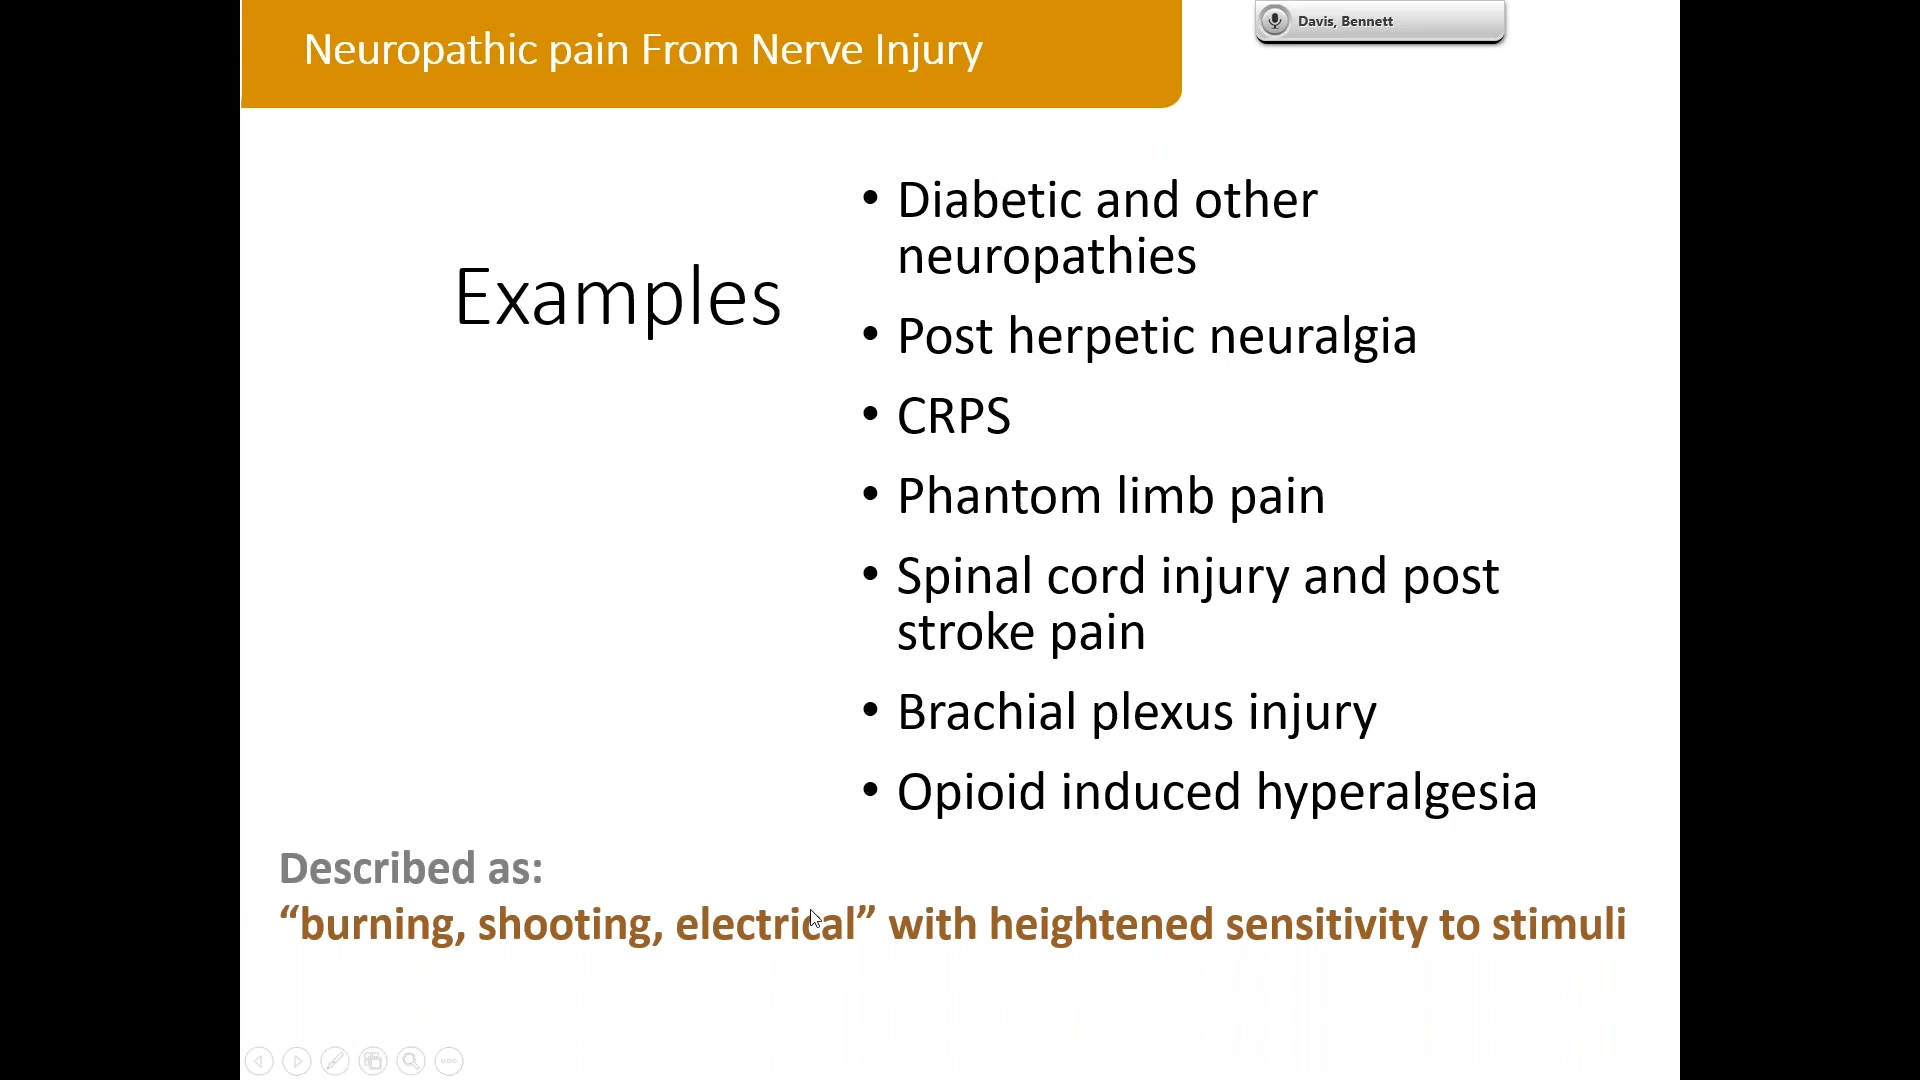 Neuropathic pain From Nerve Injury
Davis, Bennett
Examples
• Diabetic and other
neuropathies
• Post herpetic neuralgia
• CRPS
• Phantom limb pain
• Spinal cord injury and post
stroke pain
• Brachial plexus injury
• Opioid induced hyperalgesia
Described as:
“burning, shooting, electrical” with heightened sensitivity to stimuli